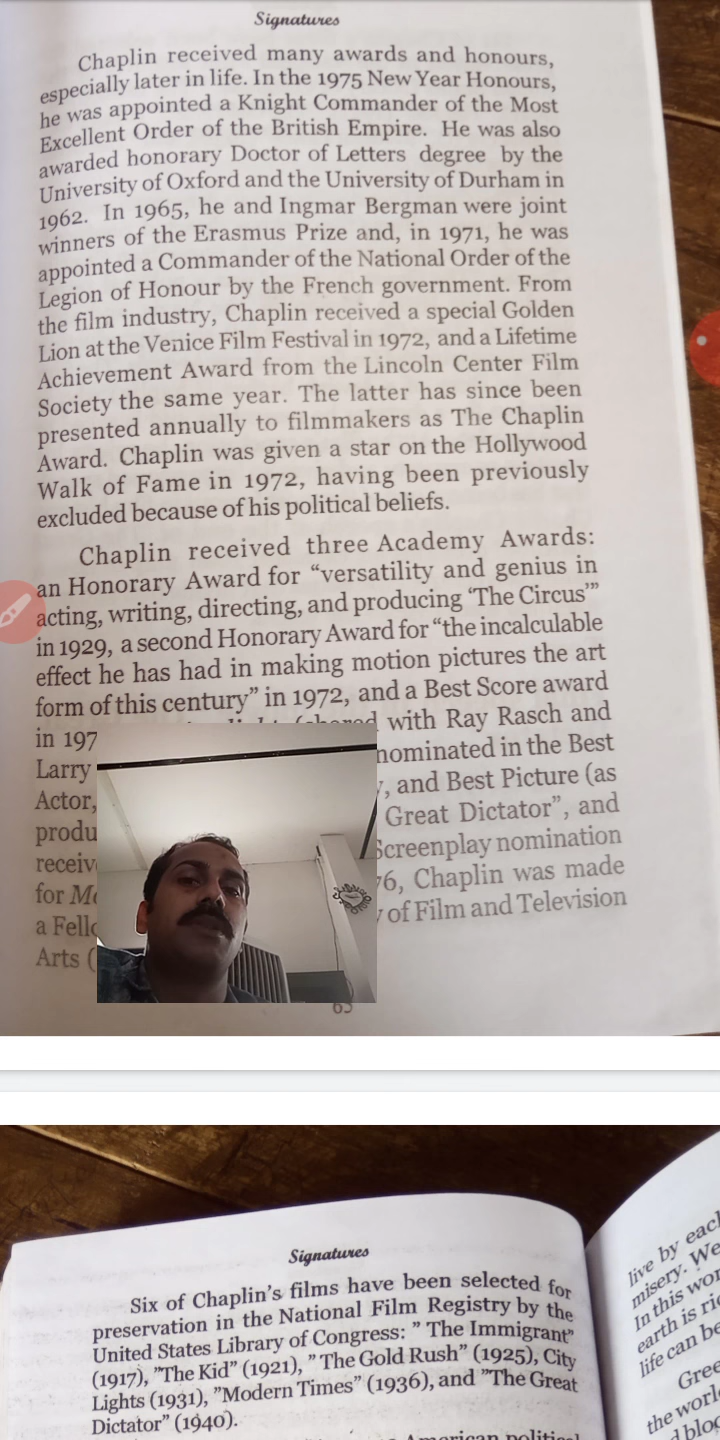 Signatures
Chaplin received many awards and honours,
especially later in life. In the 1975 New Year Honours,
he was appointed a Knight Commander of the Most
Excellent Order of the British Empire. He was also
awarded honorary Doctor of Letters degree by the
University of Oxford and the University of Durham in
1962. In 1965, he and Ingmar Bergman were joint
winners of the Erasmus Prize and, in 1971, he was
appointed a Commander of the National Order of the
Legion of Honour by the French government. From
the film industry, Chaplin received a special Golden
Lion at the Venice Film Festival in 1972, and a Lifetime
Achievement Award from the Lincoln Center Film
Society the same year. The latter has since been
presented annually to filmmakers as The Chaplin
Award. Chaplin was given a star on the Hollywood
Walk of Fame in 1972, having been previously
excluded because of his political beliefs.
Chaplin received three Academy Awards:
an Honorary Award for “versatility and genius in
acting, writing, directing, and producing ‘The Circus’”
in 1929, a second Honorary Award for “the incalculable
effect he has had in making motion pictures the art
form of this century” in 1972, and a Best Score award
in 197 with Ray Rasch and
Larry nominated in the Best
Actor, and Best Picture (as
produ Great Dictator”, and
receiv Screenplay nomination
for 76, Chaplin was made
a Fello of Film and Television
Arts (
65
Signatures
Six of Chaplin’s films have been selected for
preservation in the National Film Registry by the
United States Library of Congress: ” The Immigrant”
(1917), ”The Kid” (1921), ” The Gold Rush” (1925), City
Lights (1931), ”Modern Times” (1936), and ”The Great
Dictator” (1940).
American
live by each
misery. We
In this wor
earth is ri
life can be
Gree
the worl